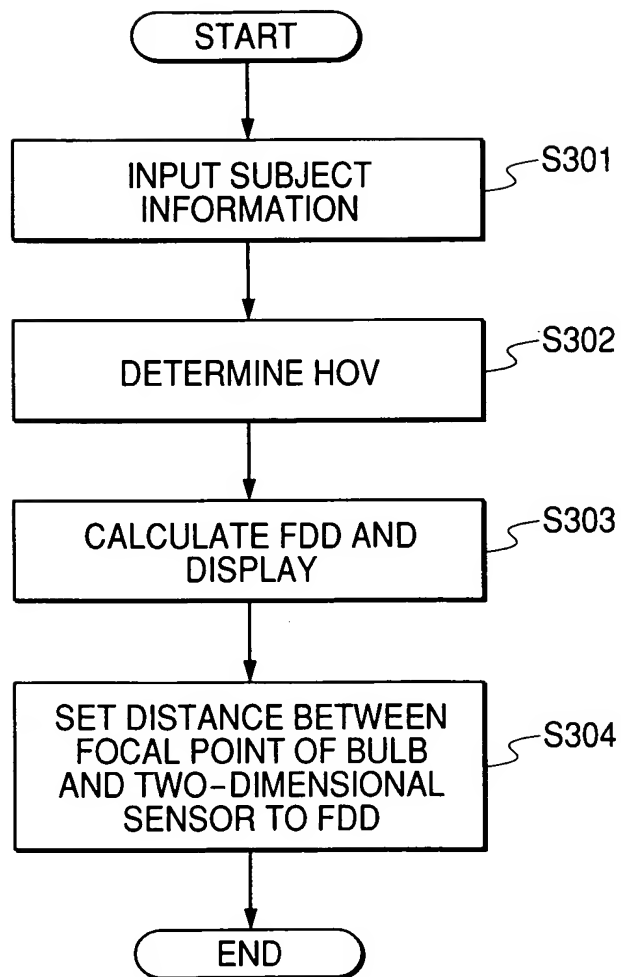 START
INPUT SUBJECT
INFORMATION
S301
DETERMINE HOV
S302
CALCULATE FDD AND
DISPLAY
S303
SET DISTANCE BETWEEN
FOCAL POINT OF BULB
AND TWO-DIMENSIONAL
SENSOR TO FDD
S304
END